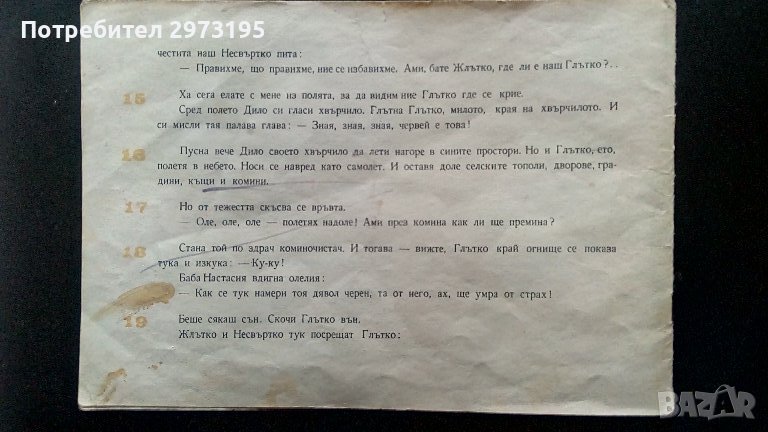 Потребител 2973195
честита наш Несвъртко пита:
— Правихме, що правихме, ние се избавихме. Ами, бате Жлътко, где ли е наш Глътко?..
15 Ха сега елате с мене на полята, за да видим ние Глътко где се крие.
Сред полето Дило си гласи хвърчило. Глътна Глътко, милото, края на хвърчилото. И
си мисли тая палава глава: — Зная, зная, зная, червей е това!
16 Пусна вече Дило своето хвърчило да лети нагоре в сините простори. Но и Глътко, ето,
полетя в небето. Носи се навред като самолет. И оставя доле селските тополи, дворове, гра-
дини, къщи и комини.
17 Но от тежестта скъсва се връвта.
— Оле, оле, оле — полетях надоле! Ами през комина как ли ще премина?
18 Стана той по здрач коминочистач. И тогава — вижте, Глътко край огнище се показва
тука и изкука: — Ку-ку!
Баба Настасия вдигна олелия:
— Как се тук намери тоя дявол черен, та от него, ах, ще умра от страх!
19 Беше сякаш сън. Скочи Глътко вън.
Жлътко и Несвъртко тук посрещат Глътко:
BAZAR